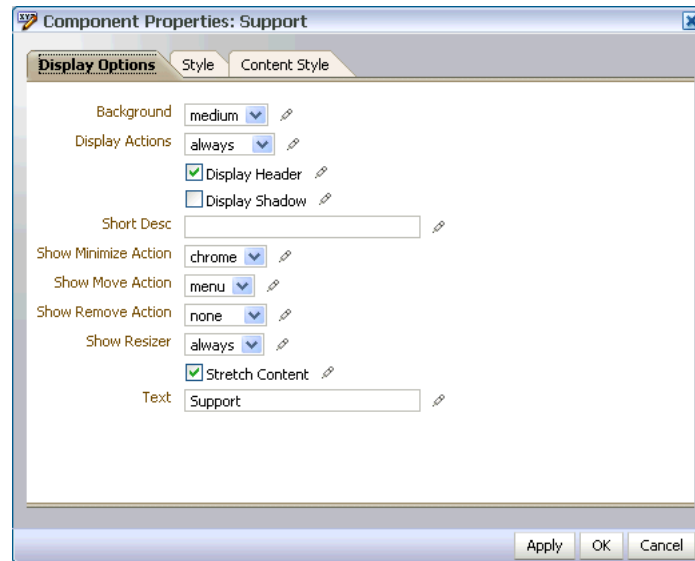 Component Properties: Support
Display Options Style Content Style
Background medium
Display Actions always
Display Header
Display Shadow
Short Desc
Show Minimize Action chrome
Show Move Action menu
Show Remove Action none
Show Resizer always
Stretch Content
Text Support
Apply OK Cancel